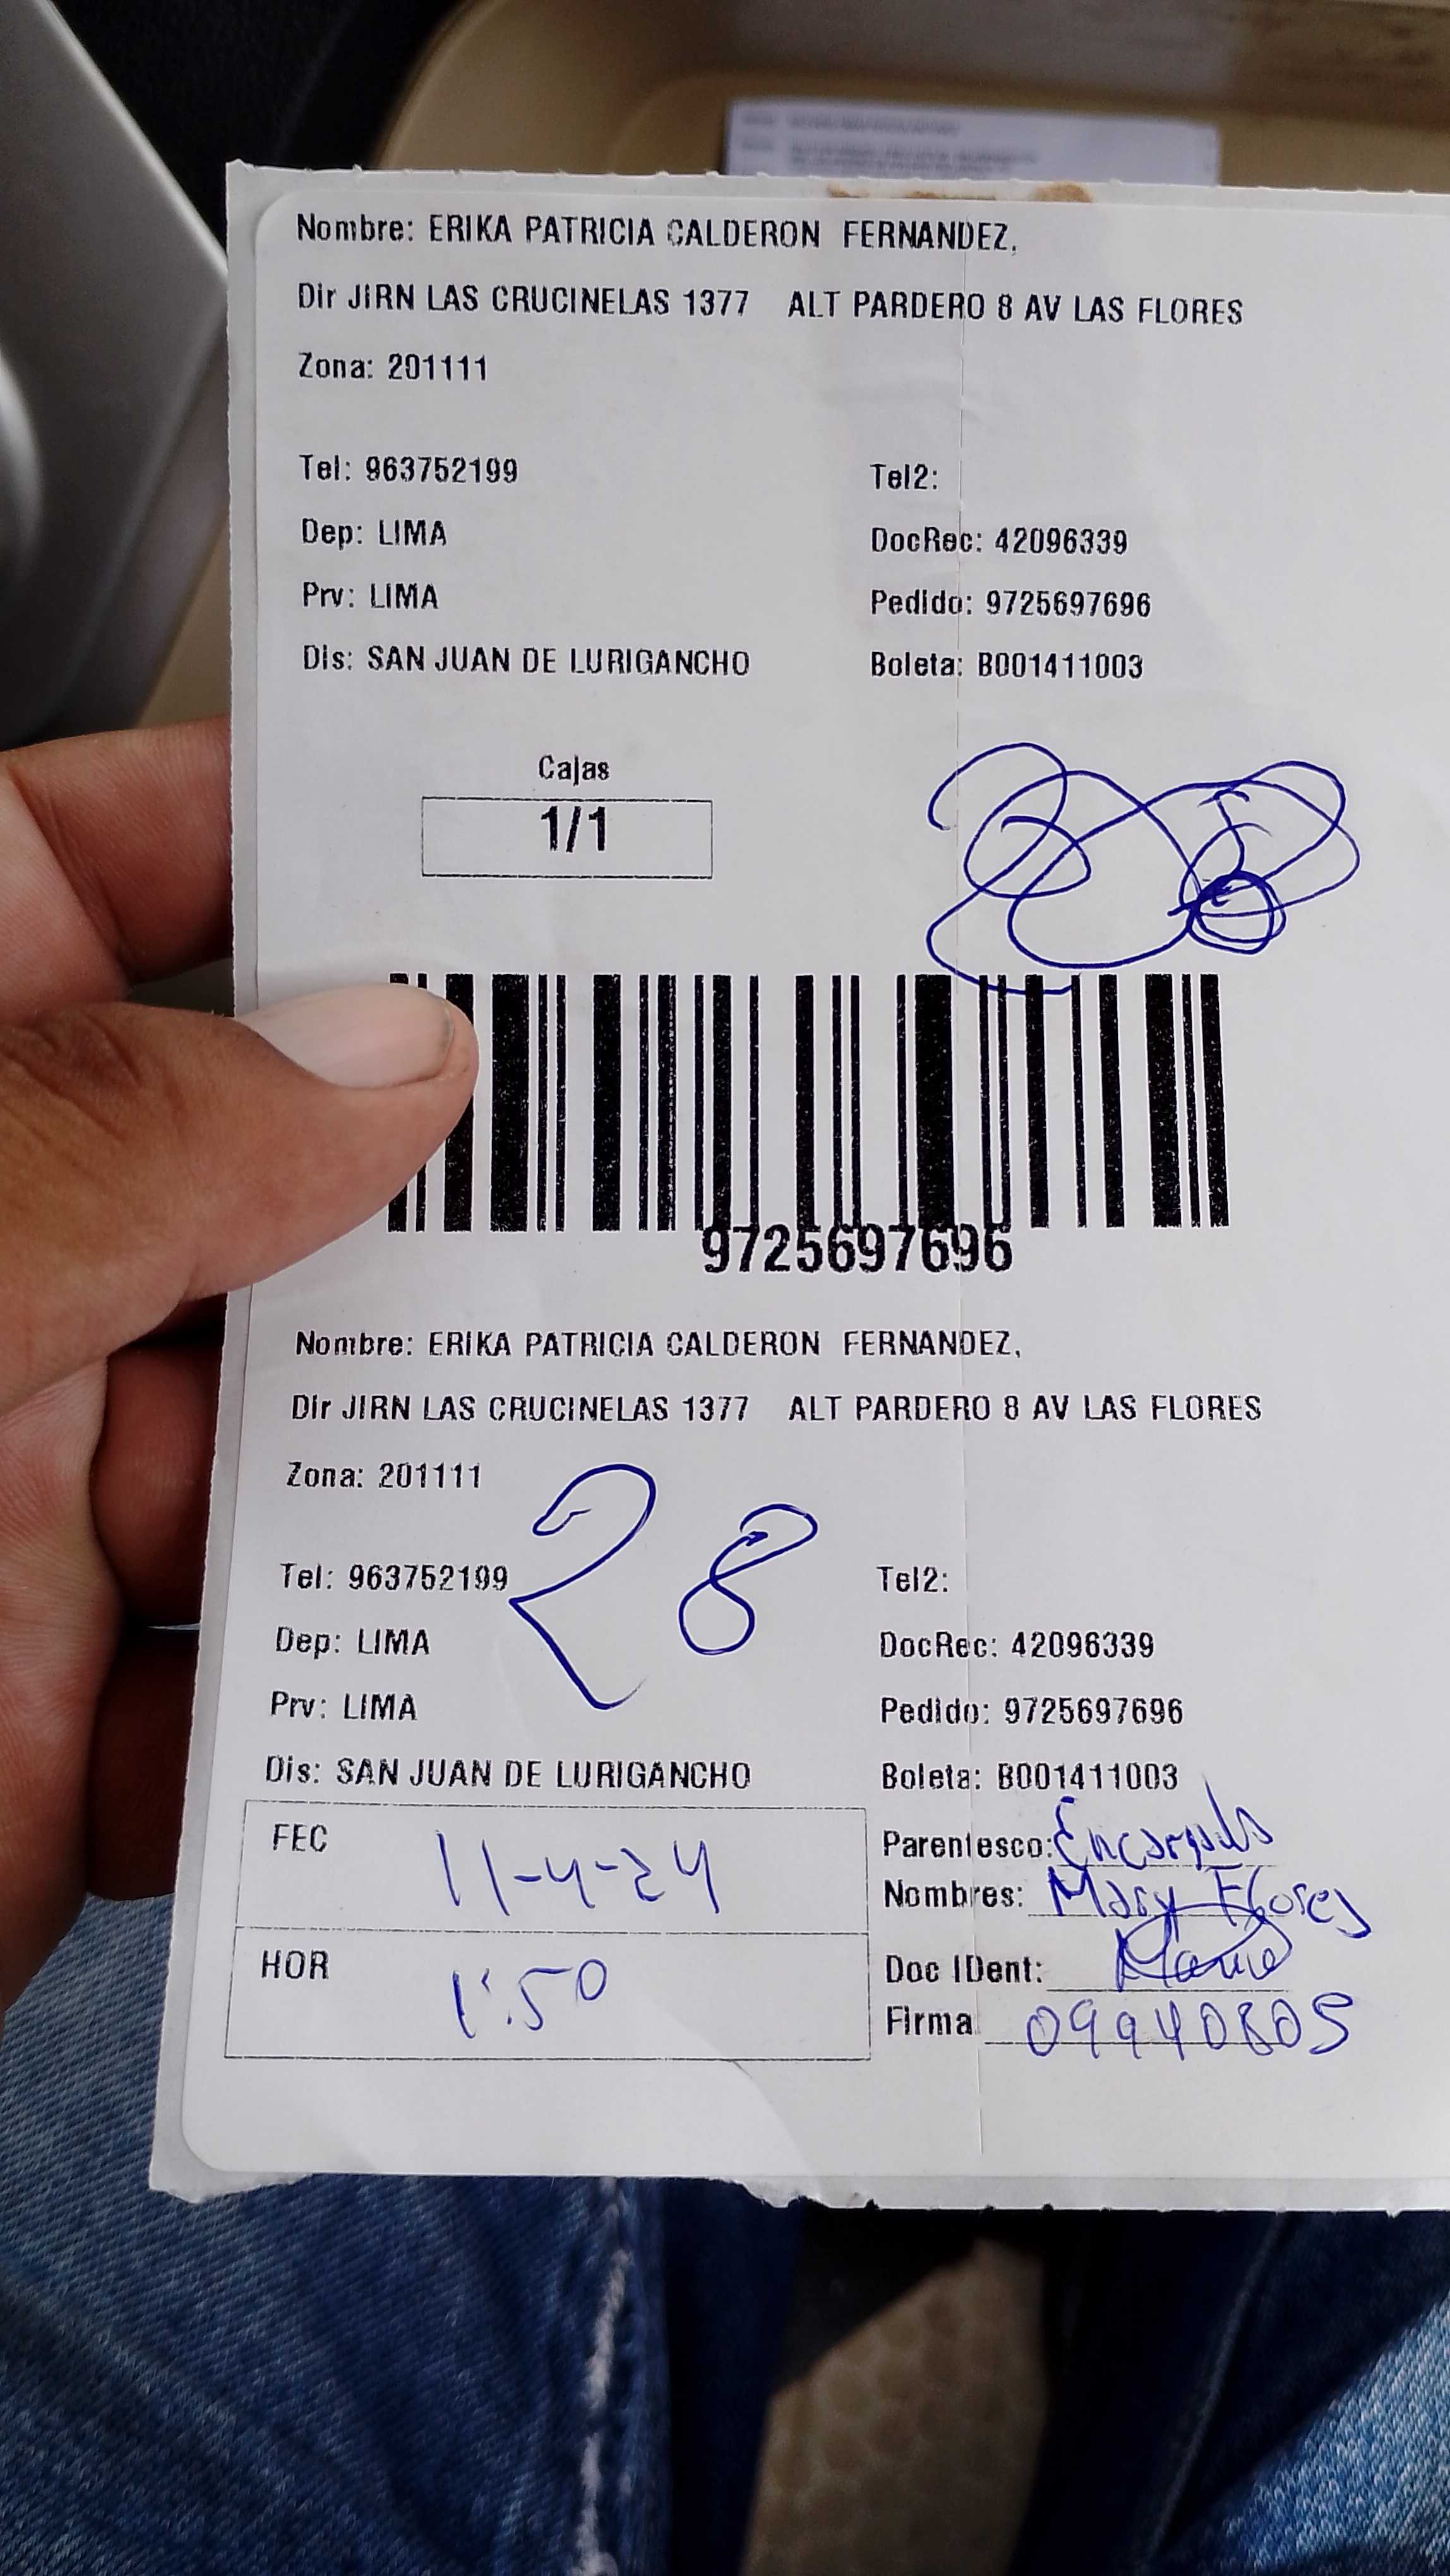 Nombre: ERIKA PATRICIA CALDERON FERNANDEZ,
Dir JIRN LAS CRUCINELAS 1377 ALT PARDERO 8 AV LAS FLORES
Zona: 201111
Tel: 963752199 Tel2:
Dep: LIMA DocRec: 42096339
Prv: LIMA Pedido: 9725697696
Dis: SAN JUAN DE LURIGANCHO Boleta: B001411003
Cajas
1/1
9725697696
Nombre: ERIKA PATRICIA CALDERON FERNANDEZ,
Dir JIRN LAS CRUCINELAS 1377 ALT PARDERO 8 AV LAS FLORES
Zona: 201111
28
Tel: 963752199 Tel2:
Dep: LIMA DocRec: 42096339
Prv: LIMA Pedido: 9725697696
Dis: SAN JUAN DE LURIGANCHO Boleta: B001411003
FEC 11-4-24 Parentesco: Encargado
Nombres: Mary Flores
HOR 1:50 Doc IDent:
Firma 09940805